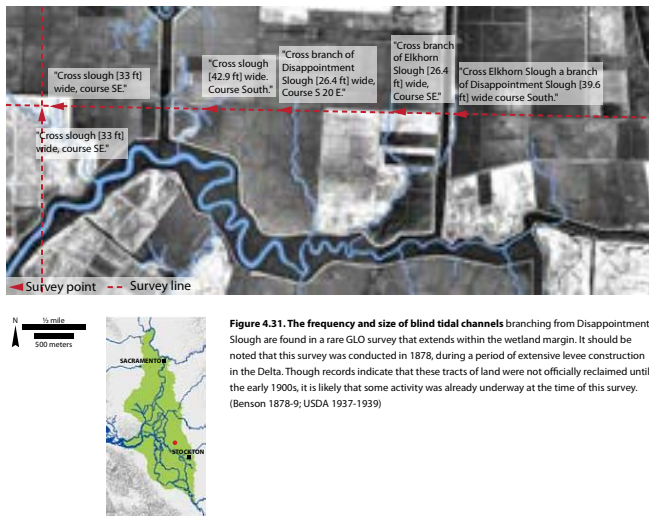 "Cross slough [33 ft]
wide, course SE."
"Cross slough
[42.9 ft] wide.
Course South."
"Cross branch of
Disappointment
Slough [26.4 ft] wide,
Course S 20 E."
"Cross branch
of Elkhorn
Slough [26.4
ft] wide,
Course SE."
"Cross Elkhorn Slough a branch
of Disappointment Slough [39.6
ft] wide course South."
"Cross slough [33 ft]
wide, course SE."
Survey point
Survey line
N
½ mile
500 meters
SACRAMENTO
STOCKTON
Figure 4.31. The frequency and size of blind tidal channels branching from Disappointment
Slough are found in a rare GLO survey that extends within the wetland margin. It should be
noted that this survey was conducted in 1878, during a period of extensive levee construction
in the Delta. Though records indicate that these tracts of land were not officially reclaimed until
the early 1900s, it is likely that some activity was already underway at the time of this survey.
(Benson 1878-9; USDA 1937-1939)